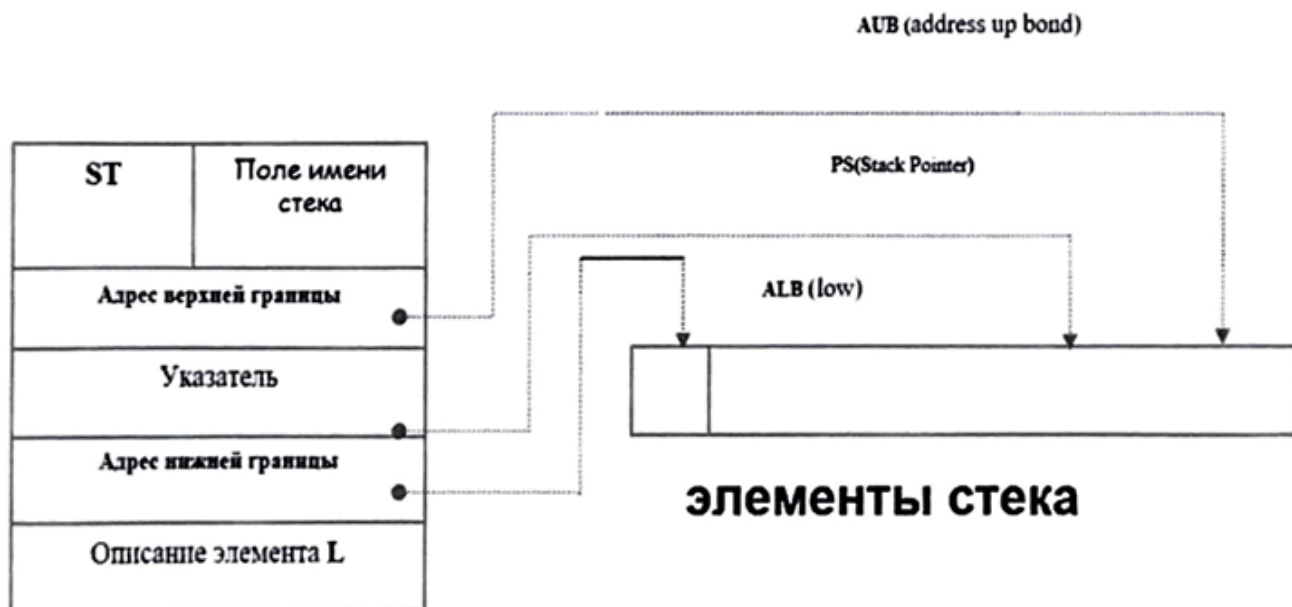 AUB (address up bond)
ST
Поле имени
стека
PS(Stack Pointer)
Адрес верхней границы
ALB (low)
Указатель
Адрес нижней границы
элементы стека
Описание элемента L